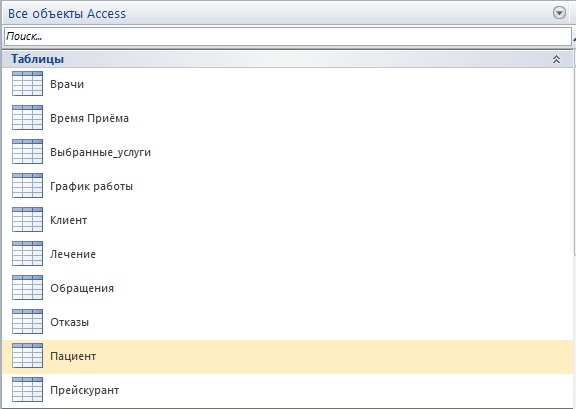 Все объекты Access
Поиск...
Таблицы
Врачи
Время Приёма
Выбранные_услуги
График работы
Клиент
Лечение
Обращения
Отказы
Пациент
Прейскурант